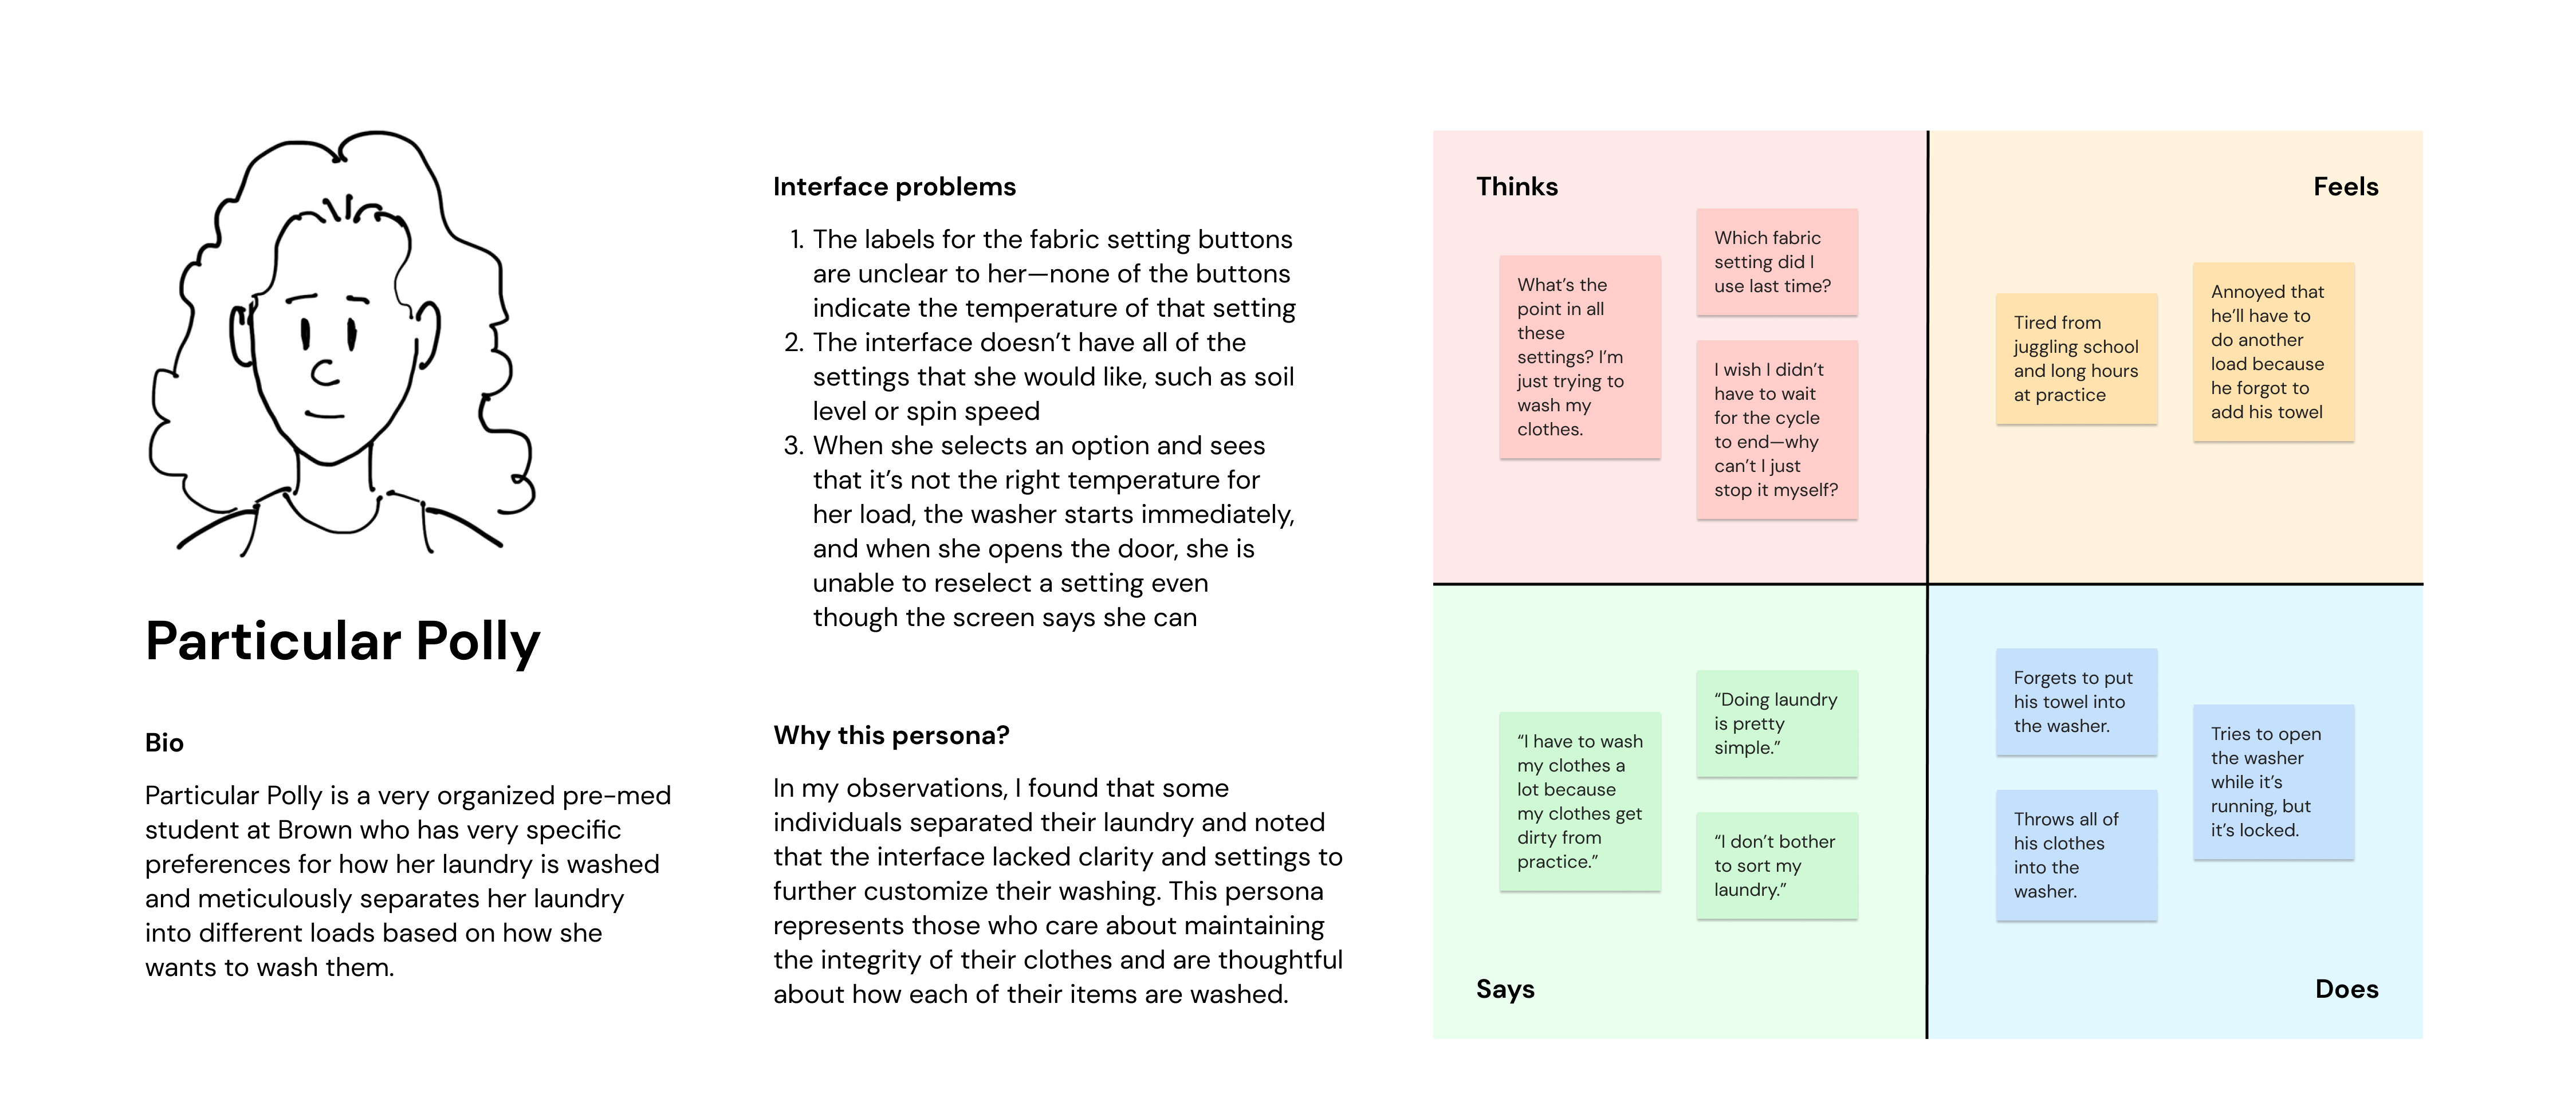 Particular Polly
Bio
Particular Polly is a very organized pre-med
student at Brown who has very specific
preferences for how her laundry is washed
and meticulously separates her laundry
into different loads based on how she
wants to wash them.
Interface problems
1. The labels for the fabric setting buttons
are unclear to her—none of the buttons
indicate the temperature of that setting
2. The interface doesn’t have all of the
settings that she would like, such as soil
level or spin speed
3. When she selects an option and sees
that it’s not the right temperature for
her load, the washer starts immediately,
and when she opens the door, she is
unable to reselect a setting even
though the screen says she can
Why this persona?
In my observations, I found that some
individuals separated their laundry and noted
that the interface lacked clarity and settings to
further customize their washing. This persona
represents those who care about maintaining
the integrity of their clothes and are thoughtful
about how each of their items are washed.
Thinks
What’s the
point in all
these
settings? I’m
just trying to
wash my
clothes.
Which fabric
setting did I
use last time?
I wish I didn’t
have to wait
for the cycle
to end—why
can’t I just
stop it myself?
Feels
Tired from
juggling school
and long hours
at practice
Annoyed that
he’ll have to
do another
load because
he forgot to
add his towel
“I have to wash
my clothes a
lot because
my clothes get
dirty from
practice.”
“Doing laundry
is pretty
simple.”
“I don’t bother
to sort my
laundry.”
Says
Forgets to put
his towel into
the washer.
Throws all of
his clothes
into the
washer.
Tries to open
the washer
while it’s
running, but
it’s locked.
Does